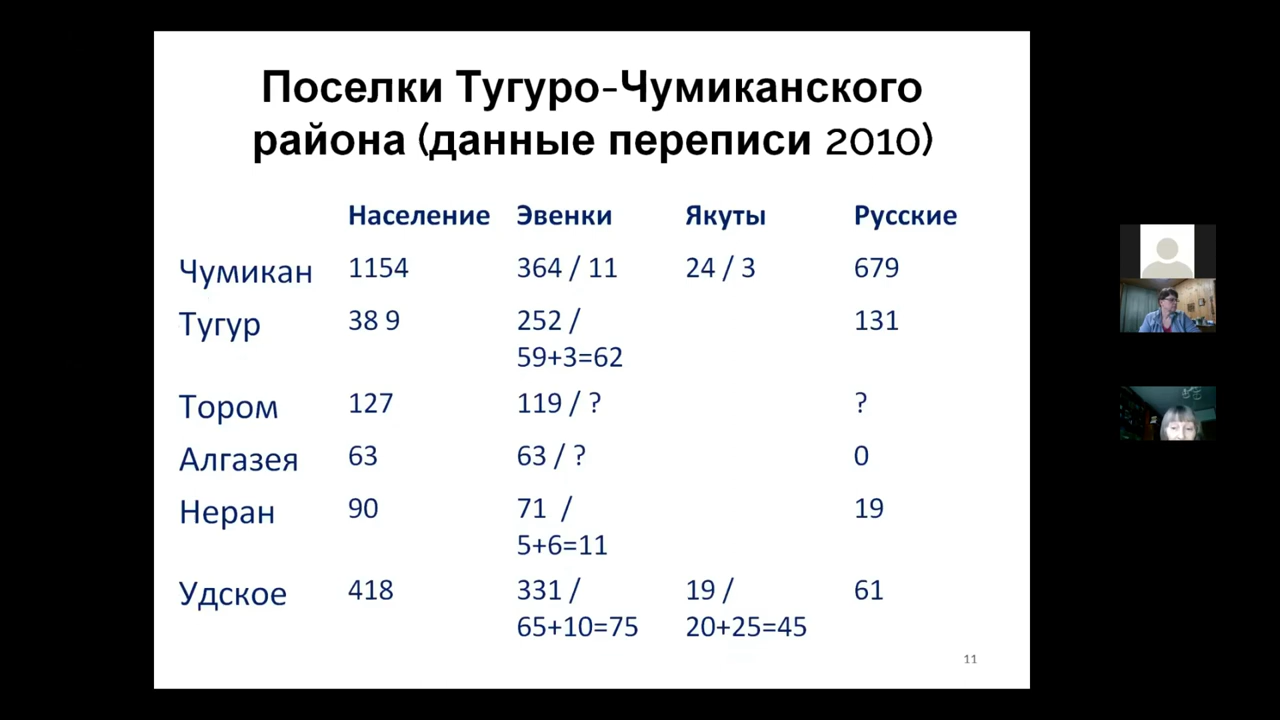 Поселки Тугуро-Чумиканского
района (данные переписи 2010)
Население Эвенки Якуты Русские
Чумикан 1154 364 / 11 24 / 3 679
Тугур 38 9 252 / 131
59+3=62
Тором 127 119 / ? ?
Алгазея 63 63 / ? 0
Неран 90 71 / 19
5+6=11
Удское 418 331 / 19 / 61
65+10=75 20+25=45
11